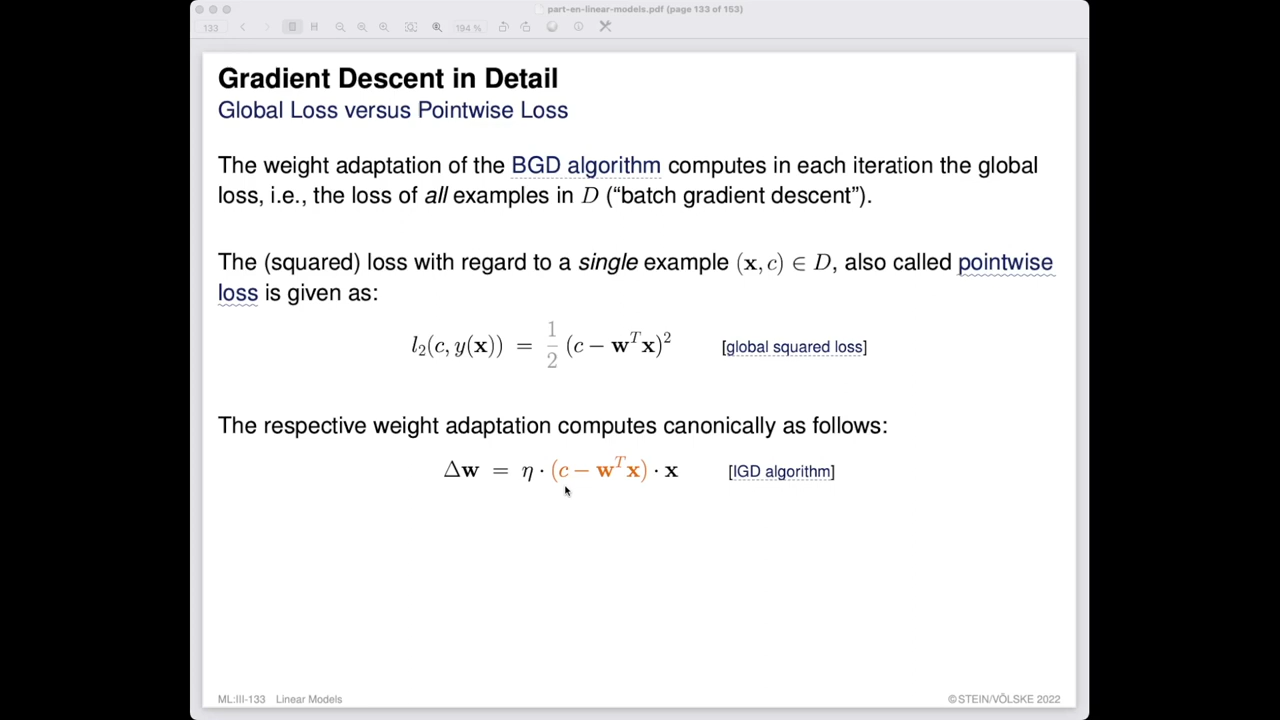 part-en-linear-models.pdf (page 133 of 153)
133
194 %
Gradient Descent in Detail
Global Loss versus Pointwise Loss
The weight adaptation of the BGD algorithm computes in each iteration the global
loss, i.e., the loss of all examples in D (“batch gradient descent”).
The (squared) loss with regard to a single example (x, c) ∈ D, also called pointwise
loss is given as:
l₂(c, y(x)) = 1/2 (c − wᵀx)² [global squared loss]
The respective weight adaptation computes canonically as follows:
Δw = η · (c − wᵀx) · x [IGD algorithm]
ML:III-133 Linear Models
©STEIN/VÖLSKE 2022